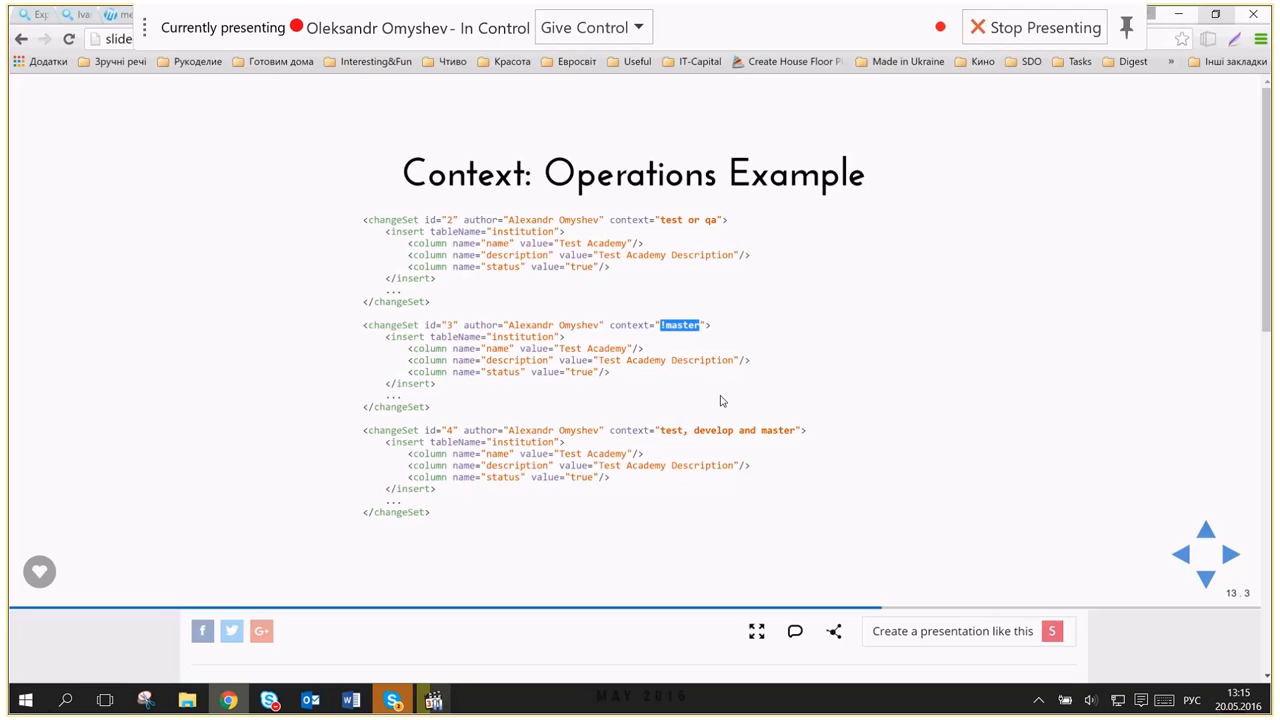 Exp
Iva
me
Currently presenting
Oleksandr Omyshev - In Control
Give Control
Stop Presenting
slide
Додатки
Зручні речі
Рукоделие
Готовим дома
Interesting&Fun
Чтиво
Красота
Євросвіт
Useful
IT-Capital
Create House Floor P
Made in Ukraine
Кино
SDO
Tasks
Digest
»
Інші закладки
Context: Operations Example
<changeSet id="2" author="Alexandr Omyshev" context="test or qa">
<insert tableName="institution">
<column name="name" value="Test Academy"/>
<column name="description" value="Test Academy Description"/>
<column name="status" value="true"/>
</insert>
...
</changeSet>
<changeSet id="3" author="Alexandr Omyshev" context="!master">
<insert tableName="institution">
<column name="name" value="Test Academy"/>
<column name="description" value="Test Academy Description"/>
<column name="status" value="true"/>
</insert>
...
</changeSet>
<changeSet id="4" author="Alexandr Omyshev" context="test, develop and master">
<insert tableName="institution">
<column name="name" value="Test Academy"/>
<column name="description" value="Test Academy Description"/>
<column name="status" value="true"/>
</insert>
...
</changeSet>
13.3
f
G+
Create a presentation like this
S
MAY 2016
РУС
13:15
20.05.2016